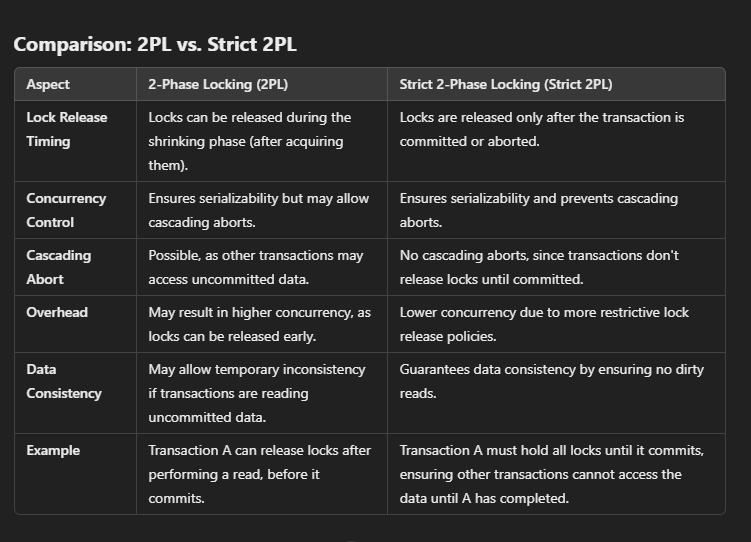 Comparison: 2PL vs. Strict 2PL
Aspect 2-Phase Locking (2PL) Strict 2-Phase Locking (Strict 2PL)
Lock Release Locks can be released during the Locks are released only after the transaction is
Timing shrinking phase (after acquiring committed or aborted.
them).
Concurrency Ensures serializability but may allow Ensures serializability and prevents cascading
Control cascading aborts. aborts.
Cascading Possible, as other transactions may No cascading aborts, since transactions don't
Abort access uncommitted data. release locks until committed.
Overhead May result in higher concurrency, as Lower concurrency due to more restrictive lock
locks can be released early. release policies.
Data May allow temporary inconsistency Guarantees data consistency by ensuring no dirty
Consistency if transactions are reading reads.
uncommitted data.
Example Transaction A can release locks after Transaction A must hold all locks until it commits,
performing a read, before it ensuring other transactions cannot access the
commits. data until A has completed.